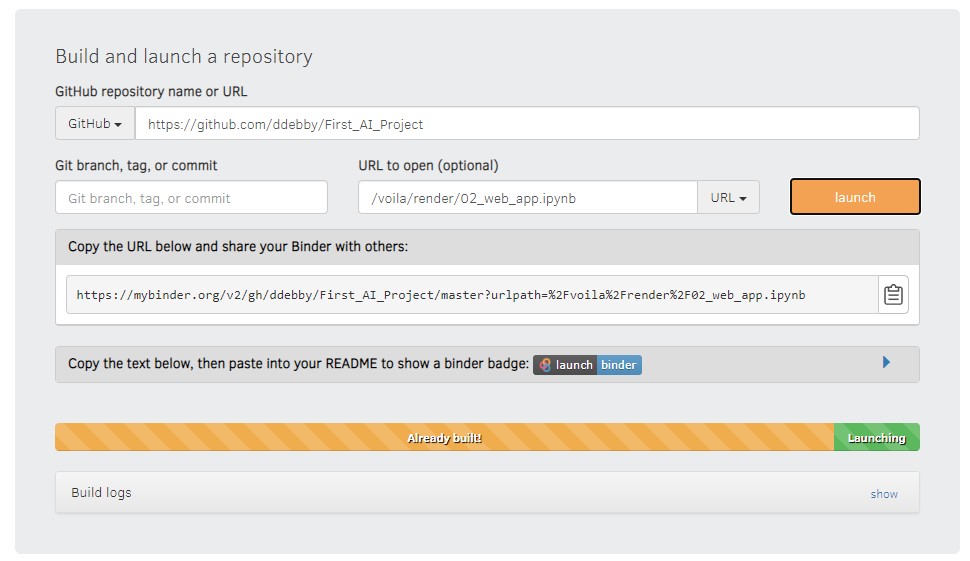 Build and launch a repository
GitHub repository name or URL
GitHub
https://github.com/ddebby/First_AI_Project
Git branch, tag, or commit
URL to open (optional)
Git branch, tag, or commit
/voila/render/02_web_app.ipynb
URL
launch
Copy the URL below and share your Binder with others:
https://mybinder.org/v2/gh/ddebby/First_AI_Project/master?urlpath=%2Fvoila%2Frender%2F02_web_app.ipynb
Copy the text below, then paste into your README to show a binder badge: launch binder
Already built!
Launching
Build logs
show